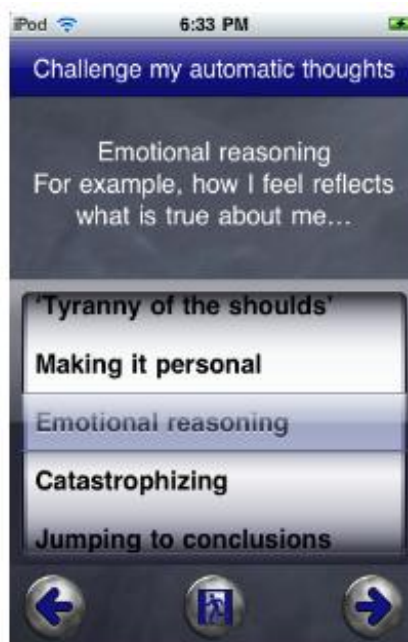 iPod 6:33 PM
Challenge my automatic thoughts
Emotional reasoning
For example, how I feel reflects
what is true about me…
'Tyranny of the shoulds'
Making it personal
Emotional reasoning
Catastrophizing
Jumping to conclusions